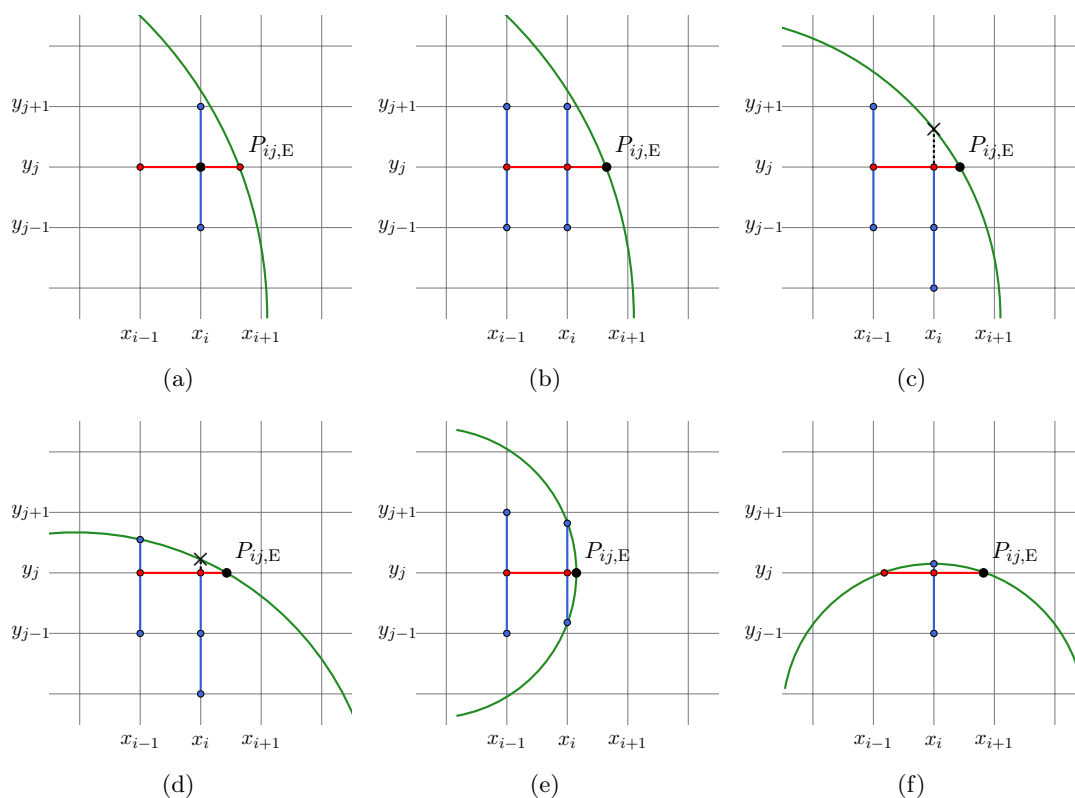 y_{j+1} y_{j+1} y_{j+1}
P_{ij,E} P_{ij,E} P_{ij,E}
y_j y_j y_j
y_{j-1} y_{j-1} y_{j-1}
x_{i-1} x_i x_{i+1} x_{i-1} x_i x_{i+1} x_{i-1} x_i x_{i+1}
(a) (b) (c)
y_{j+1} y_{j+1} y_{j+1}
P_{ij,E} P_{ij,E} P_{ij,E}
y_j y_j y_j
y_{j-1} y_{j-1} y_{j-1}
x_{i-1} x_i x_{i+1} x_{i-1} x_i x_{i+1} x_{i-1} x_i x_{i+1}
(d) (e) (f)